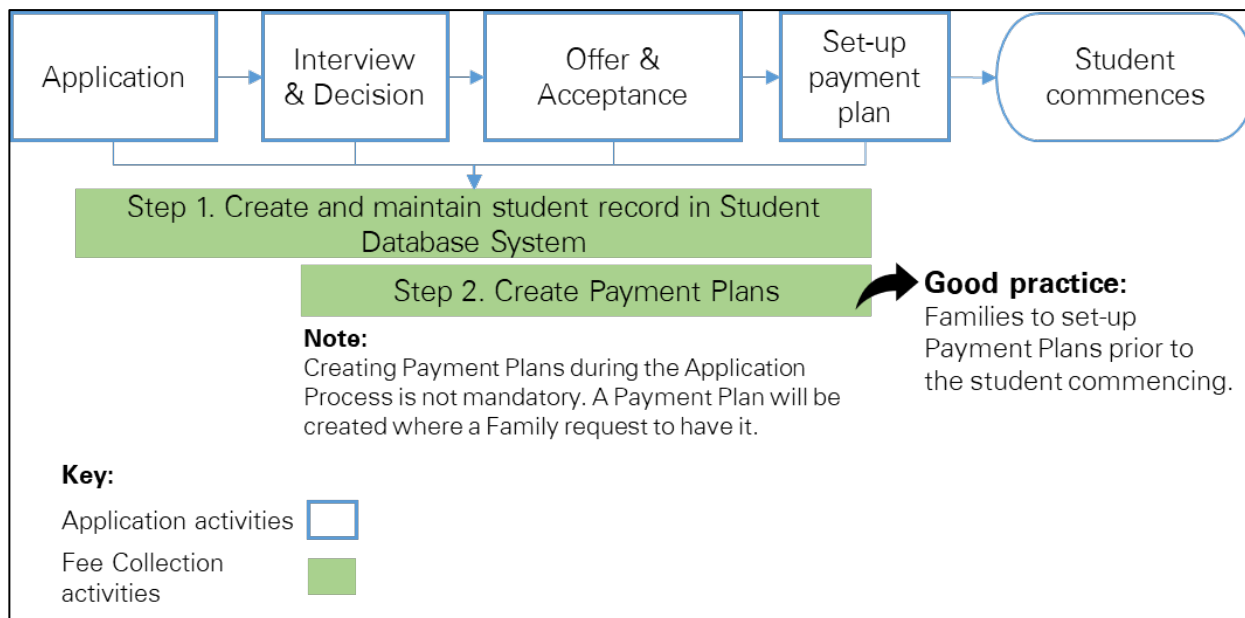 Application
Interview
& Decision
Offer &
Acceptance
Set-up
payment
plan
Student
commences
Step 1. Create and maintain student record in Student
Database System
Step 2. Create Payment Plans
Good practice:
Families to set-up
Payment Plans prior to
the student commencing.
Note:
Creating Payment Plans during the Application
Process is not mandatory. A Payment Plan will be
created where a Family request to have it.
Key:
Application activities
Fee Collection
activities